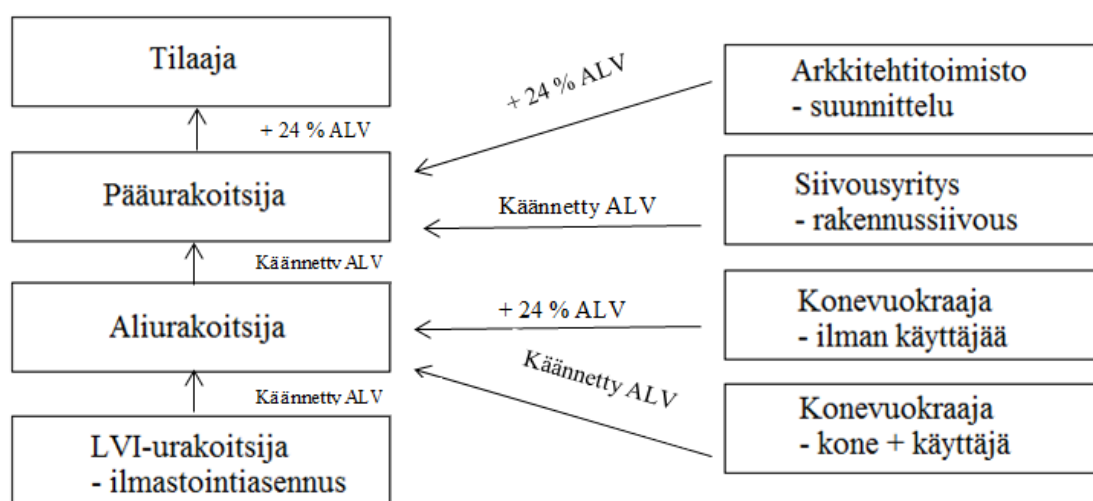 Tilaaja
+ 24 % ALV
Pääurakoitsija
Käännetty ALV
Aliurakoitsija
Käännetty ALV
LVI-urakoitsija
- ilmastointiasennus
+ 24 % ALV
Arkkitehtitoimisto
- suunnittelu
Käännetty ALV
Siivousyritys
- rakennussiivous
+ 24 % ALV
Konevuokraaja
- ilman käyttäjää
Käännetty ALV
Konevuokraaja
- kone + käyttäjä